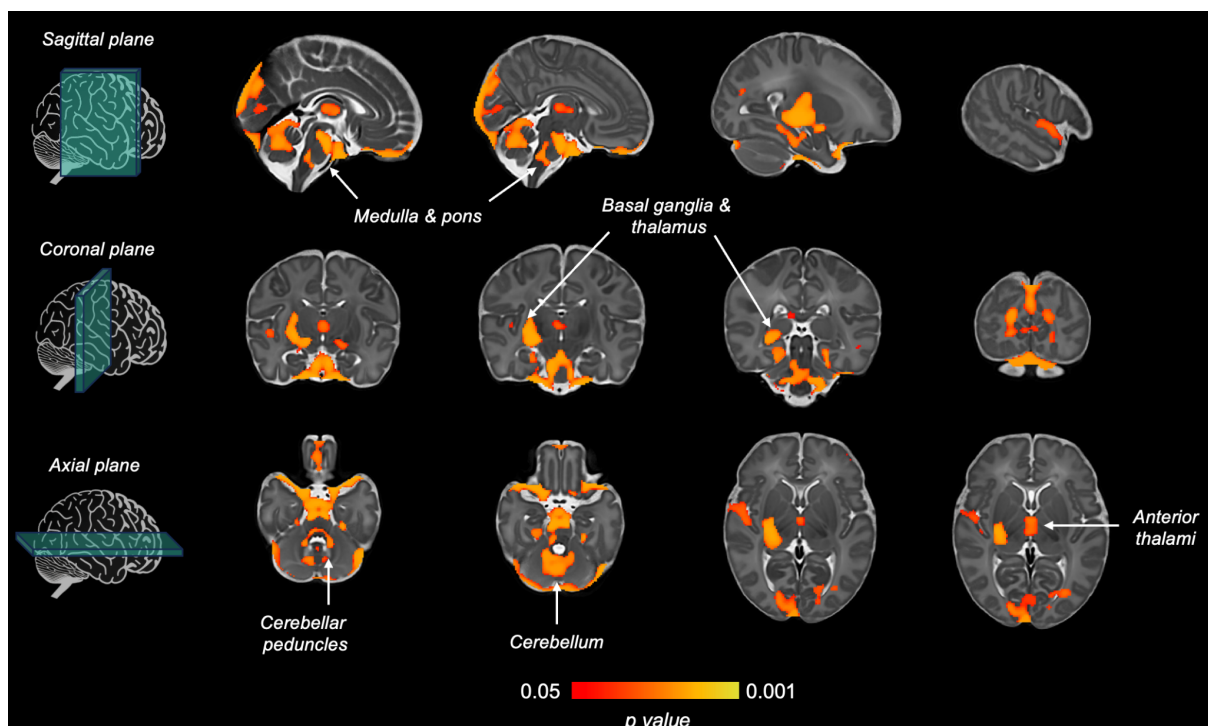 Sagittal plane
Medulla & pons
Basal ganglia &
thalamus
Coronal plane
Axial plane
Anterior
thalami
Cerebellar
peduncles
Cerebellum
0.05
0.001
p value